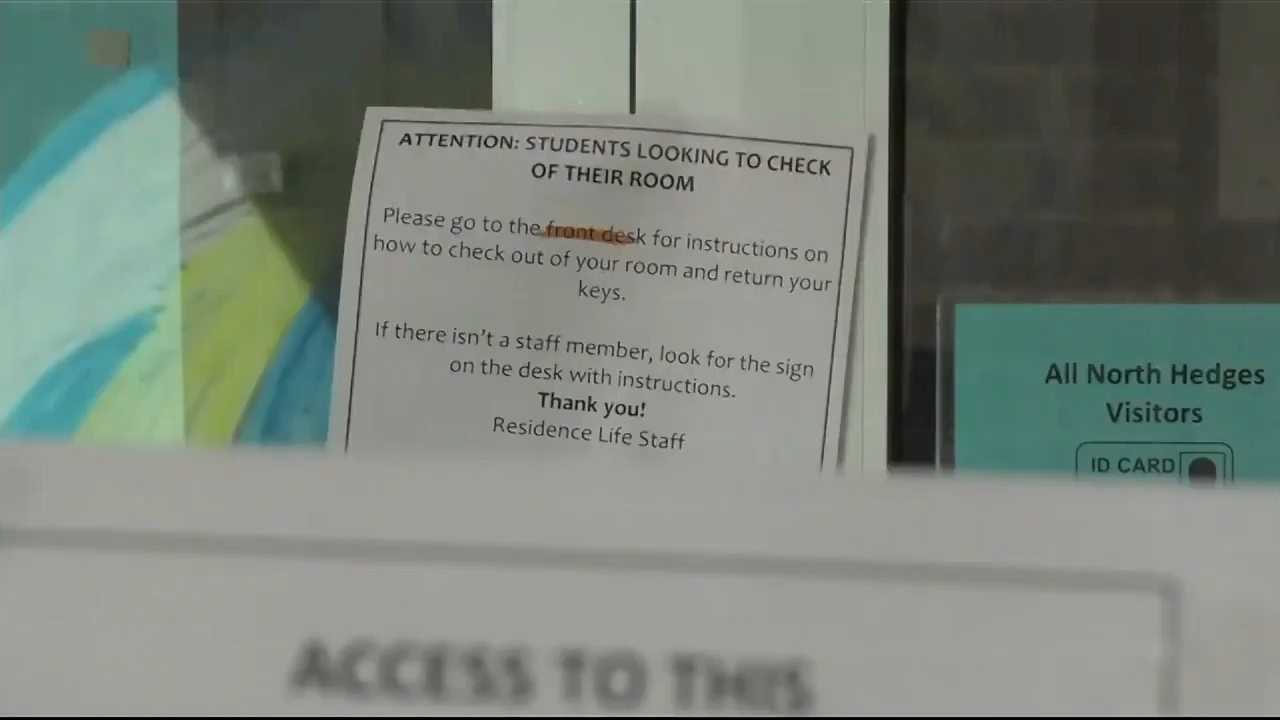 ATTENTION: STUDENTS LOOKING TO CHECK
OF THEIR ROOM
Please go to the front desk for instructions on
how to check out of your room and return your
keys.
If there isn't a staff member, look for the sign
on the desk with instructions.
Thank you!
Residence Life Staff
All North Hedges
Visitors
ID CARD
ACCESS TO THIS